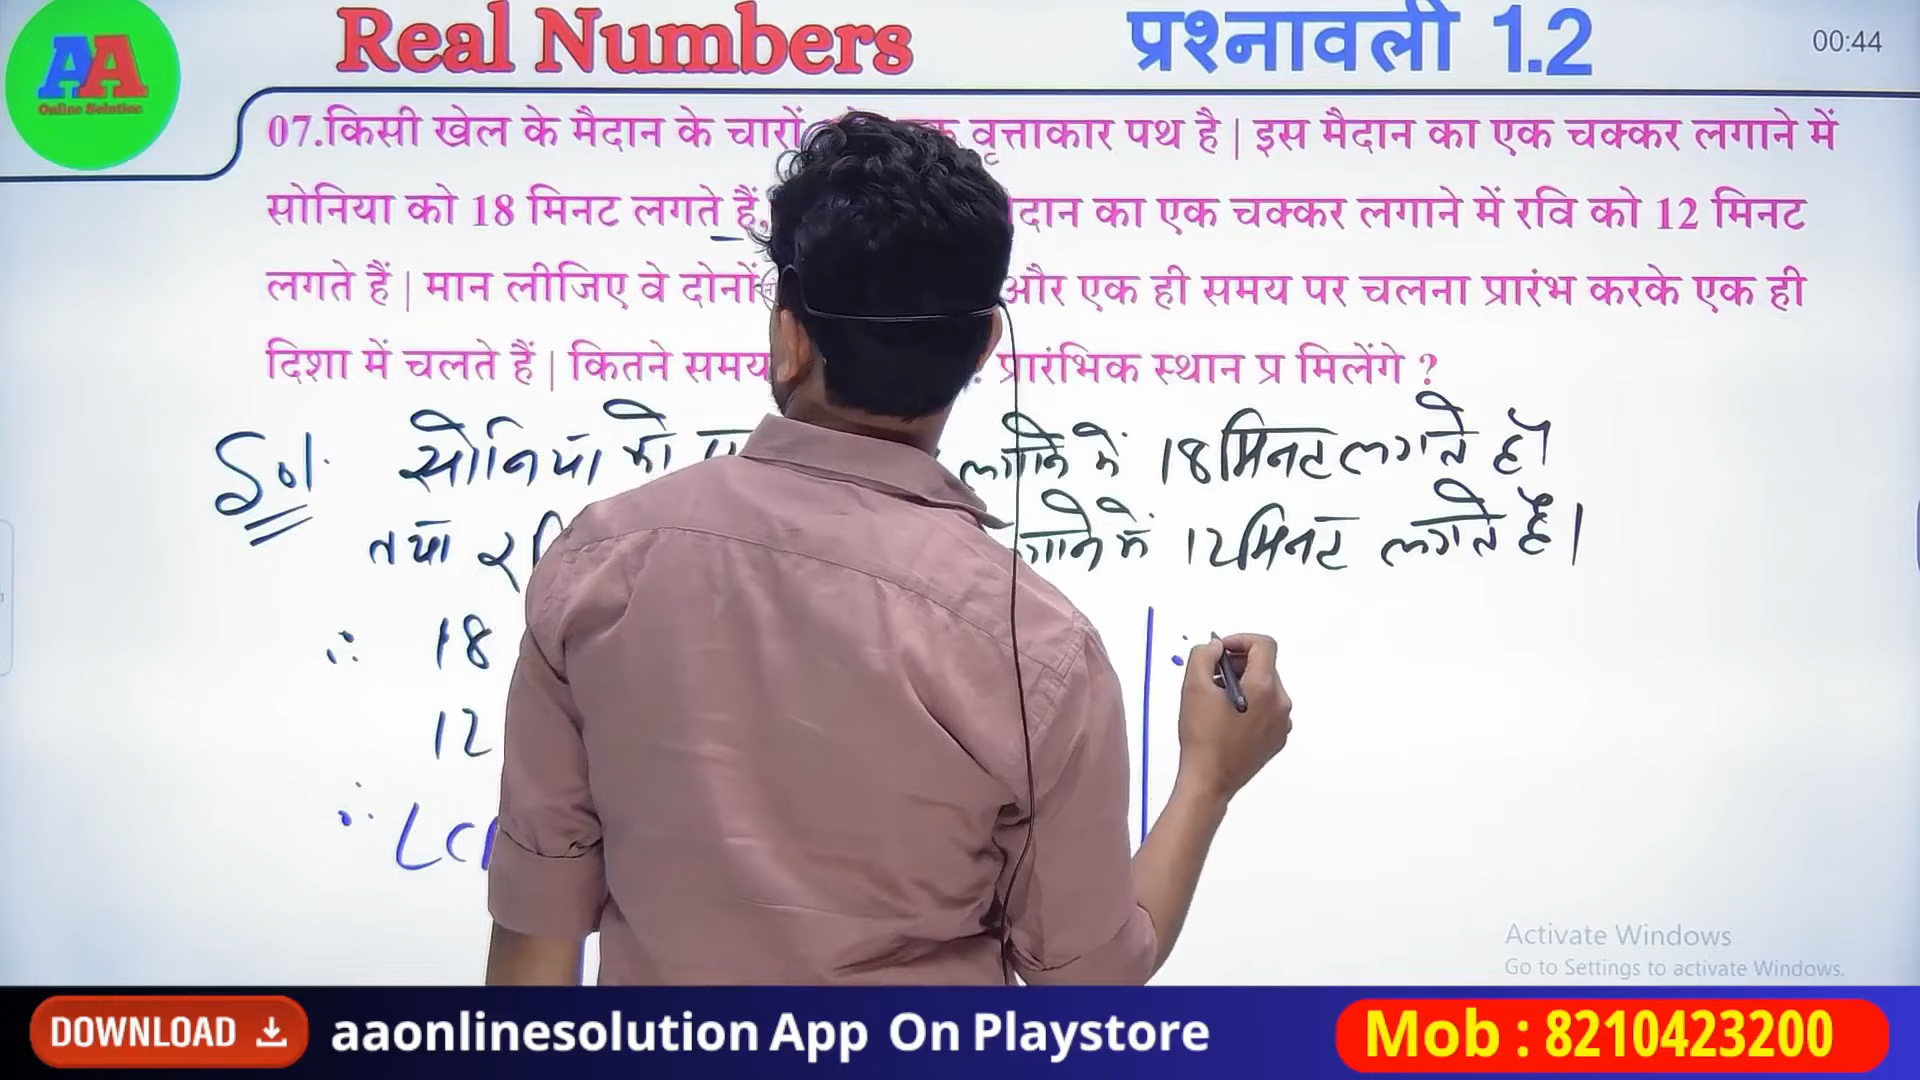 AA
Online Solution
Real Numbers
प्रश्नावली 1.2
00:44
07.किसी खेल के मैदान के चारों वृत्ताकार पथ है | इस मैदान का एक चक्कर लगाने में
सोनिया को 18 मिनट लगते हैं, का एक चक्कर लगाने में रवि को 12 मिनट
लगते हैं | मान लीजिए वे दोनों और एक ही समय पर चलना प्रारंभ करके एक ही
दिशा में चलते हैं | कितने समय प्रारंभिक स्थान प्र मिलेंगे ?
Sol. सोनिया को लगाने में 18 मिनट लगते है।
तथा लगाने में 12 मिनट लगते है।
∴ 18
12
∴
Activate Windows
Go to Settings to activate Windows.
DOWNLOAD aaonlinesolution App On Playstore
Mob : 8210423200